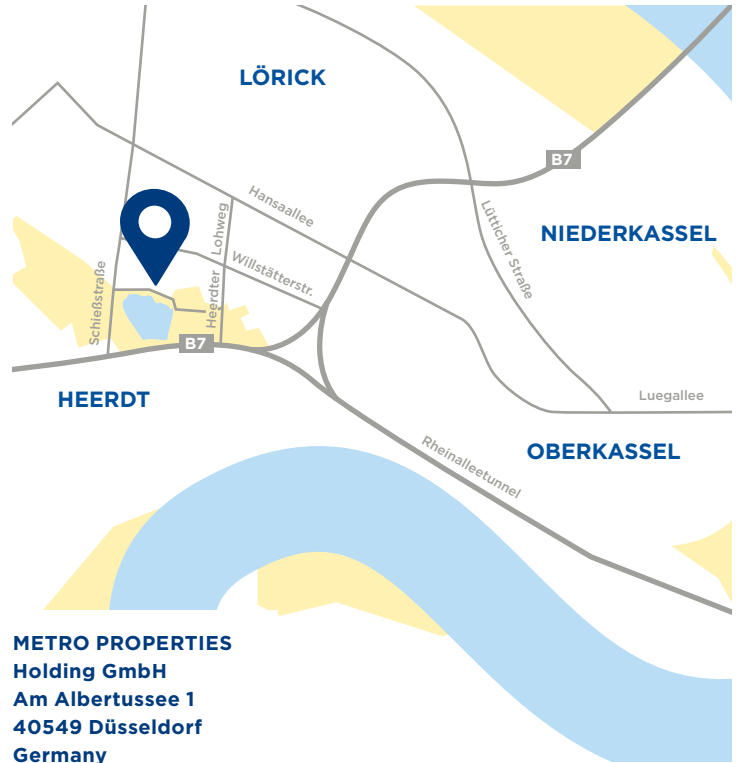 LÖRICK
B7
Hansaallee
Lütticher Straße
NIEDERKASSEL
Heerdter Lohweg
Willstätterstr.
Schießstraße
B7
HEERDT
Luegallee
OBERKASSEL
Rheinalleetunnel
METRO PROPERTIES
Holding GmbH
Am Albertussee 1
40549 Düsseldorf
Germany